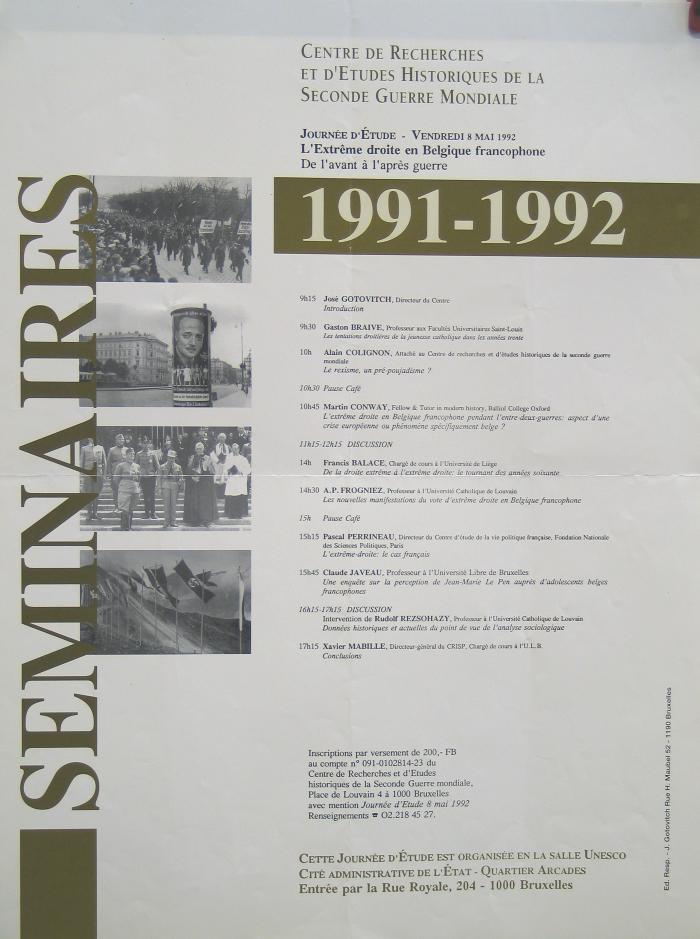 CENTRE DE RECHERCHES
ET D'ETUDES HISTORIQUES DE LA
SECONDE GUERRE MONDIALE
JOURNÉE D'ÉTUDE - VENDREDI 8 MAI 1992
L'Extrême droite en Belgique francophone
De l'avant à l'après guerre
1991-1992
SEMINAIRES
9h15 José GOTOVITCH, Directeur du Centre
Introduction
9h30 Gaston BRAIVE, Professeur aux Facultés Universitaires Saint-Louis
Les tentations droitières de la jeunesse catholique dans les années trente
10h Alain COLIGNON, Attaché au Centre de recherches et d'études historiques de la seconde guerre
mondiale
Le rexisme, un pré-poujadisme ?
10h30 Pause Café
10h45 Martin CONWAY, Fellow & Tutor in modern history, Balliol College Oxford
L'extrême droite en Belgique francophone pendant l'entre-deux-guerres: aspect d'une
crise européenne ou phénomène spécifiquement belge ?
11h15-12h15 DISCUSSION
14h Francis BALACE, Chargé de cours à l'Université de Liège
De la droite extrême à l'extrême droite: le tournant des années soixante
14h30 A.P. FROGNIEZ, Professeur à l'Université Catholique de Louvain
Les nouvelles manifestations du vote d'extrême droite en Belgique francophone
15h Pause Café
15h15 Pascal PERRINEAU, Directeur du Centre d'étude de la vie politique française, Fondation Nationale
des Sciences Politiques, Paris
L'extrême-droite: le cas français
15h45 Claude JAVEAU, Professeur à l'Université Libre de Bruxelles
Une enquête sur la perception de Jean-Marie Le Pen auprès d'adolescents belges
francophones
16h15-17h15 DISCUSSION
Intervention de Rudolf REZSOHAZY, Professeur à l'Université Catholique de Louvain
Données historiques et actuelles du point de vue de l'analyse sociologique
17h15 Xavier MABILLE, Directeur-général du CRISP, Chargé de cours à l'U.L.B.
Conclusions
Inscriptions par versement de 200,- FB
au compte n° 091-0102814-23 du
Centre de Recherches et d'Etudes
historiques de la Seconde Guerre mondiale,
Place de Louvain 4 à 1000 Bruxelles
avec mention Journée d'Etude 8 mai 1992
Renseignements ☎ O2.218 45 27.
CETTE JOURNÉE D'ÉTUDE EST ORGANISÉE EN LA SALLE UNESCO
CITÉ ADMINISTRATIVE DE L'ÉTAT - QUARTIER ARCADES
Entrée par la Rue Royale, 204 - 1000 Bruxelles
Ed. Resp. - J. Gotovitch Rue H. Maubel 52 - 1190 Bruxelles